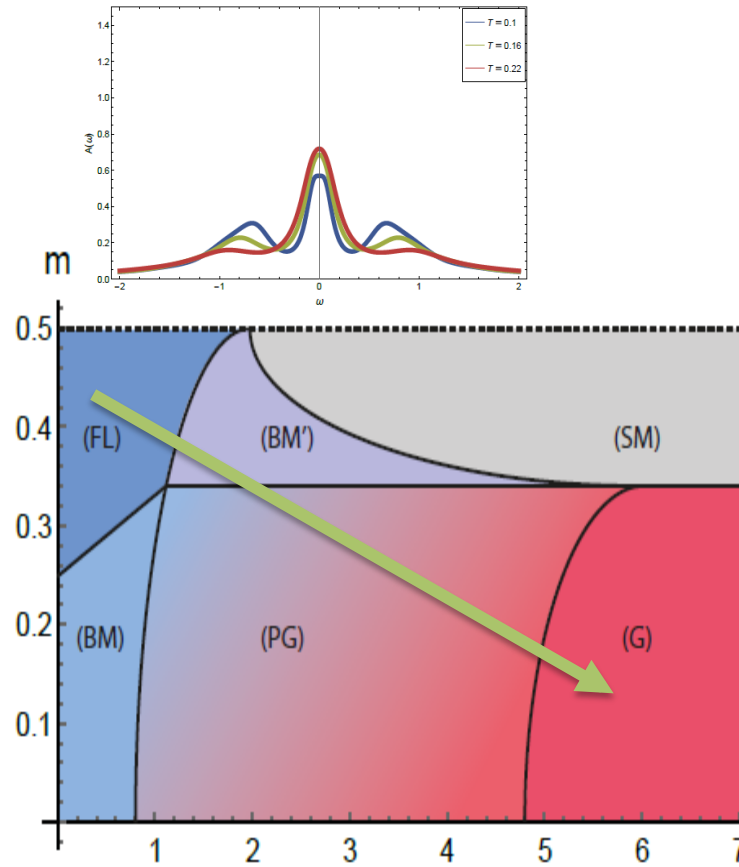 1.4
1.2
1.0
0.8
0.6
0.4
0.2
0.0
A(ω)
−2
−1
0
1
2
ω
T = 0.1
T = 0.16
T = 0.22
m
0.5
0.4
0.3
0.2
0.1
(FL)
(BM′)
(SM)
(BM)
(PG)
(G)
1
2
3
4
5
6
7